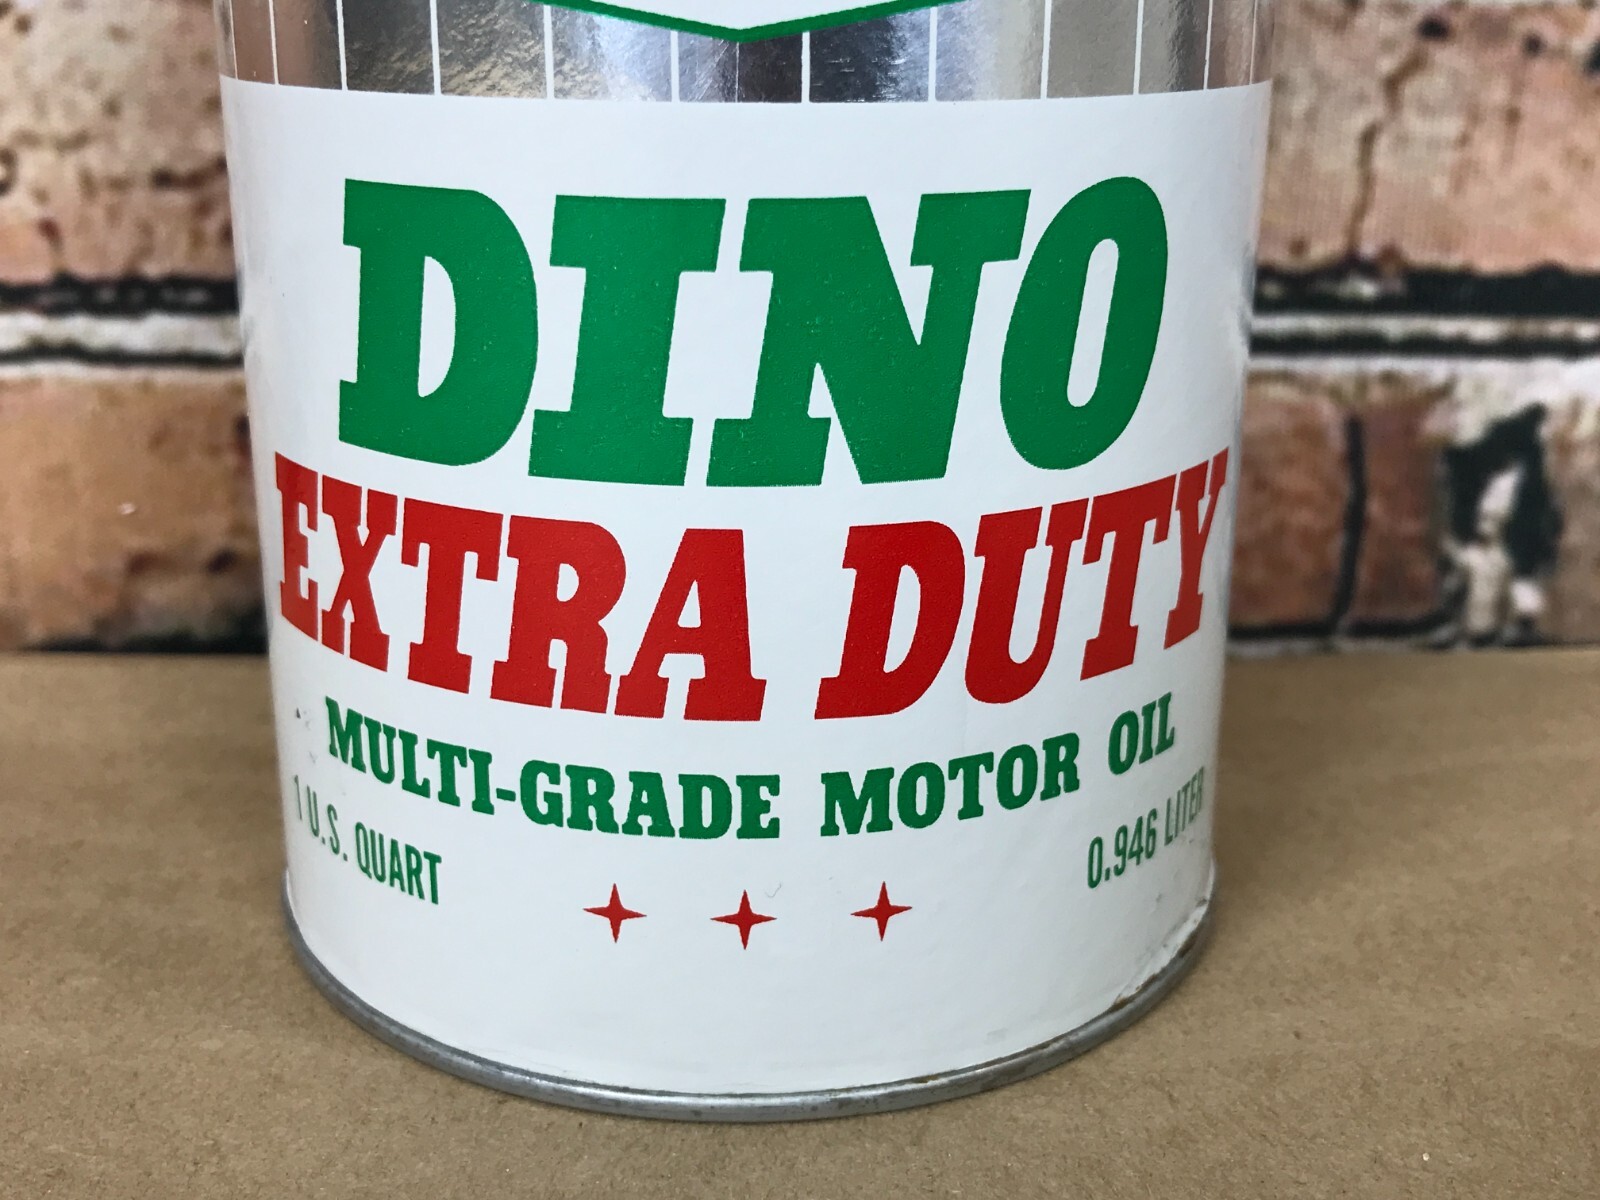 DINO
EXTRA DUTY
MULTI-GRADE MOTOR OIL
1 U.S. QUART
0.946 LITER